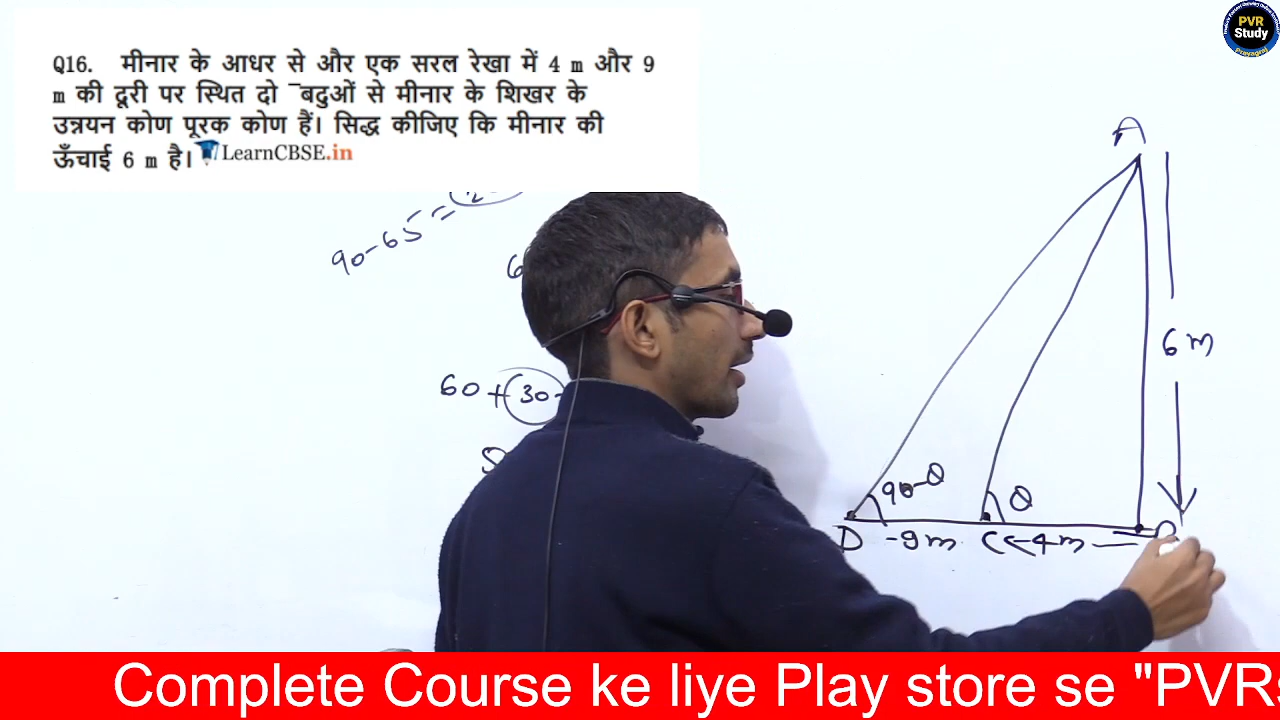 Q16. मीनार के आधर से और एक सरल रेखा में 4 m और 9
m की दूरी पर स्थित दो ¯बदुओं से मीनार के शिखर के
उन्नयन कोण पूरक कोण हैं। सिद्ध कीजिए कि मीनार की
ऊँचाई 6 m है। LearnCBSE.in
PVR
Study
Prayagraj
90-65=
60+30
A
6 m
90-θ
θ
D -9m C <-4m
Complete Course ke liye Play store se "PVR